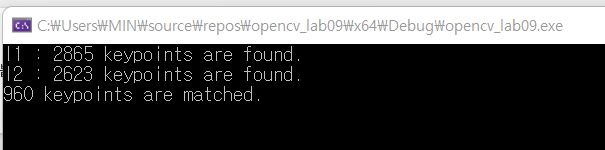 C:₩Users₩MIN₩source₩repos₩opencv_lab09₩x64₩Debug₩opencv_lab09.exe
I1 : 2865 keypoints are found.
I2 : 2623 keypoints are found.
960 keypoints are matched.